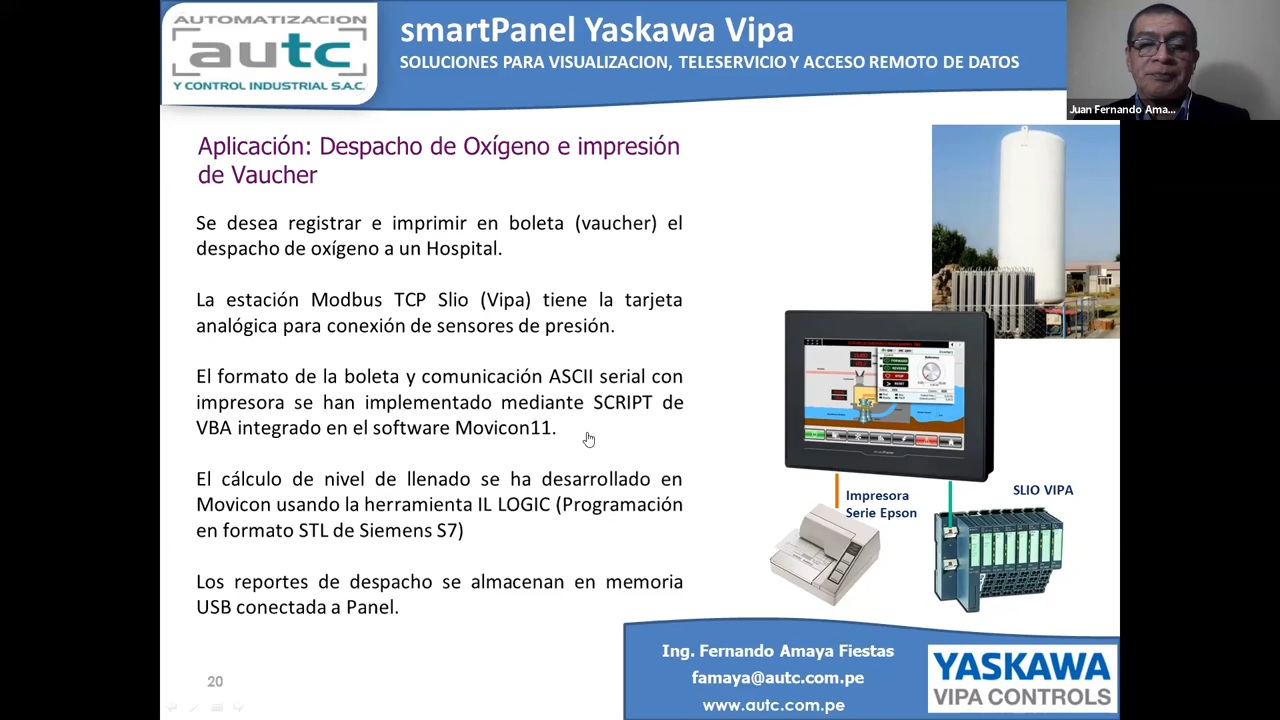 AUTOMATIZACION
autc
Y CONTROL INDUSTRIAL S.A.C.
smartPanel Yaskawa Vipa
SOLUCIONES PARA VISUALIZACION, TELESERVICIO Y ACCESO REMOTO DE DATOS
Juan Fernando Ama...
Aplicación: Despacho de Oxígeno e impresión
de Vaucher
Se desea registrar e imprimir en boleta (vaucher) el
despacho de oxígeno a un Hospital.
La estación Modbus TCP Slio (Vipa) tiene la tarjeta
analógica para conexión de sensores de presión.
El formato de la boleta y comunicación ASCII serial con
impresora se han implementado mediante SCRIPT de
VBA integrado en el software Movicon11.
El cálculo de nivel de llenado se ha desarrollado en
Movicon usando la herramienta IL LOGIC (Programación
en formato STL de Siemens S7)
Los reportes de despacho se almacenan en memoria
USB conectada a Panel.
Impresora
Serie Epson
SLIO VIPA
Ing. Fernando Amaya Fiestas
famaya@autc.com.pe
www.autc.com.pe
YASKAWA
VIPA CONTROLS
20